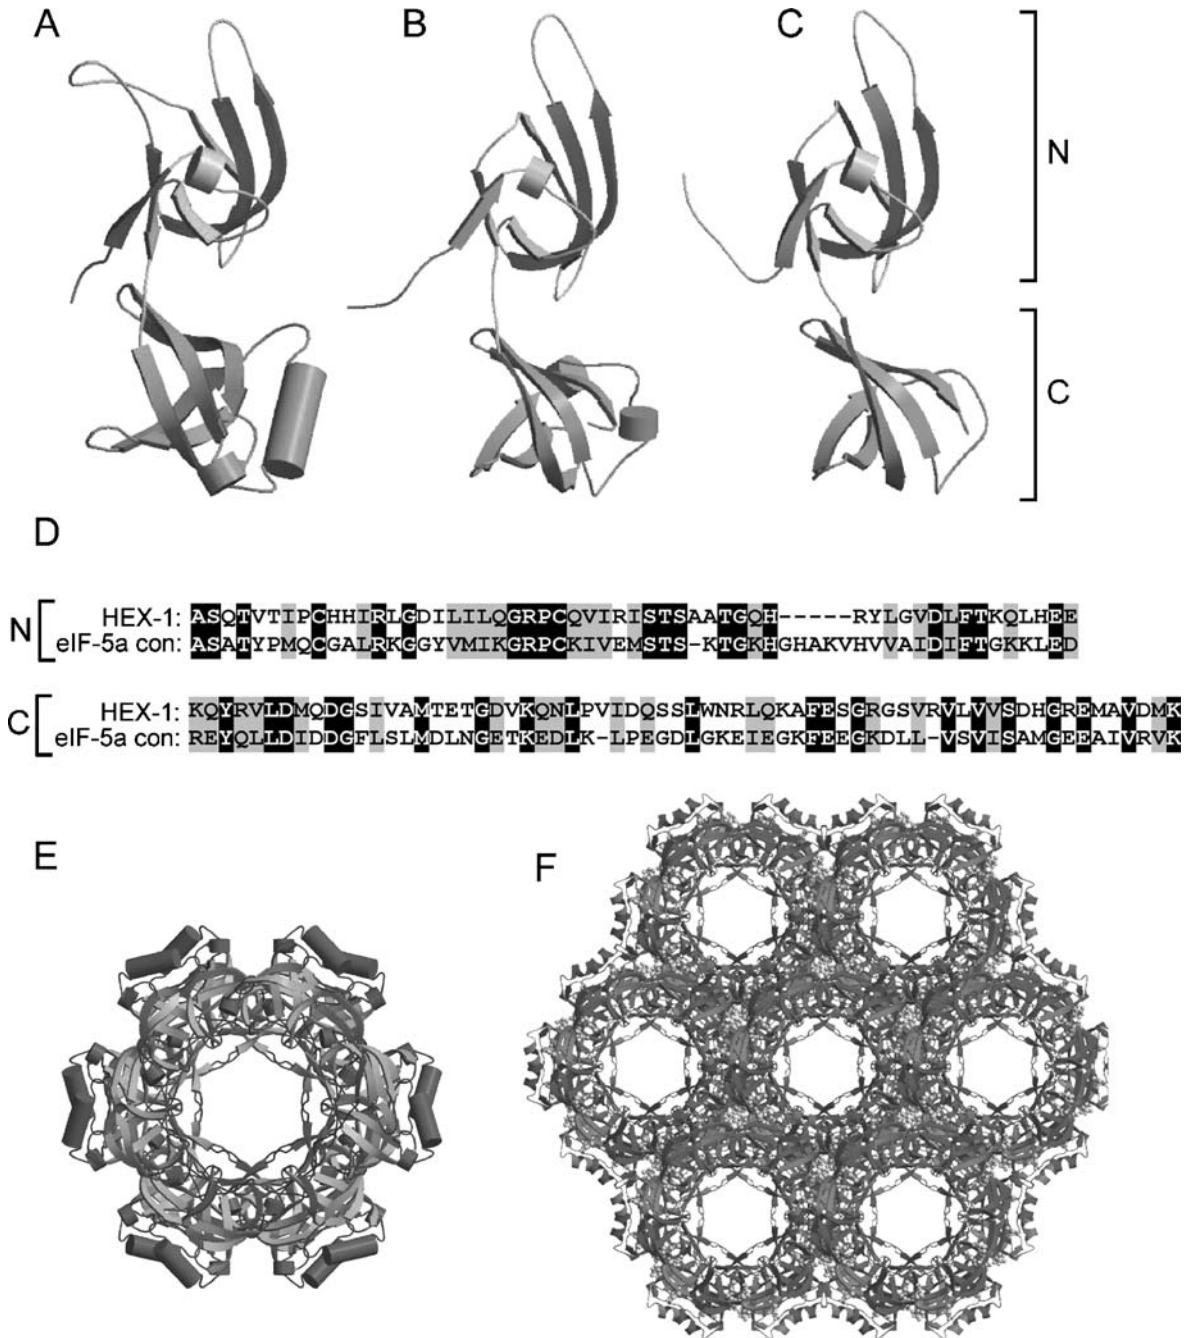 A
B
C
N
C
D
N
HEX-1: ASQTVTIPCHHIRLGDILILQGRPCQVIRISTSAATGQH-----RYLGVDLFTKQLHEE
eIF-5a con: ASATYPMQCGALRKGGYVMIKGRPCKIVEMSTS-KTGKHGHAKVHVVAIDIFTGKKLED
C
HEX-1: KQYRVLDMQDGSIVAMTETGDVKQNLPVIDQSSLWNRLQKAFESGRGSVRVLVVSDHGREMAVDMK
eIF-5a con: REYQLLDIDDGFLSLMDLNGETKEDLK-LPEGDLGKEIEGKFEEGKDLL-VSVISAMGEEAIVRVK
E
F